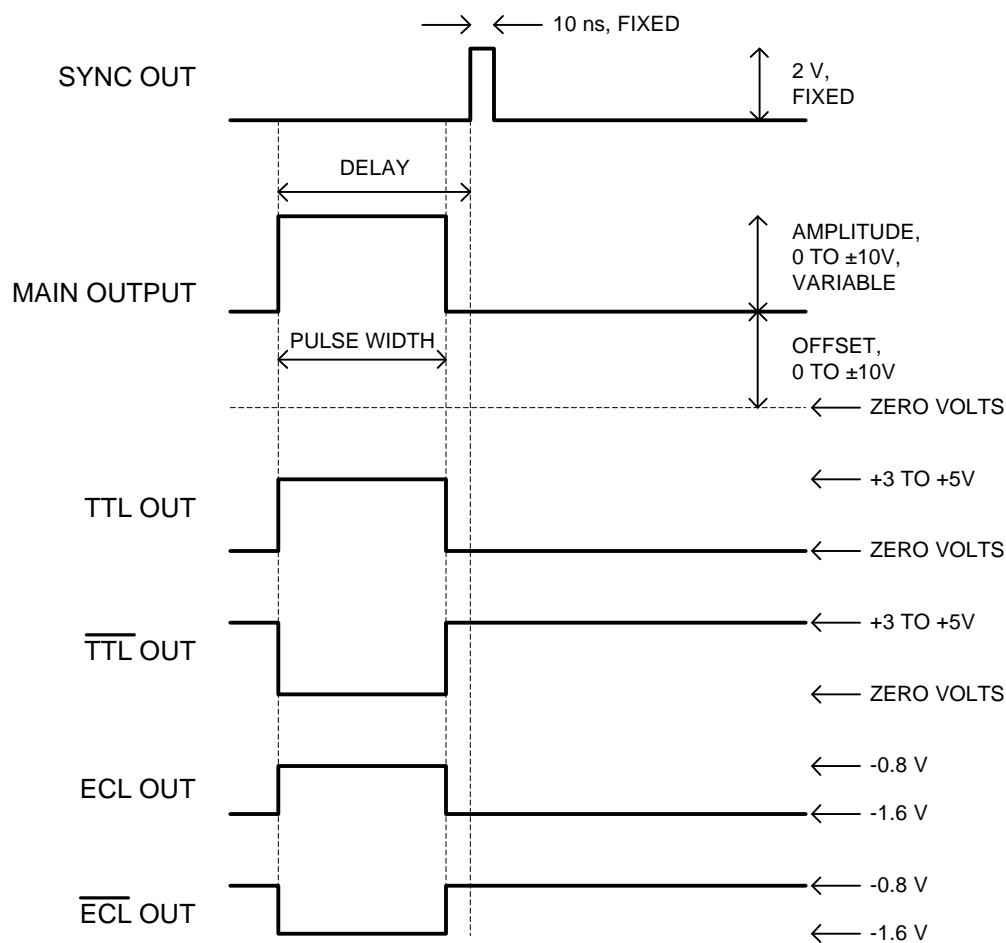 10 ns, FIXED
SYNC OUT
2 V,
FIXED
DELAY
AMPLITUDE,
0 TO ±10V,
VARIABLE
MAIN OUTPUT
PULSE WIDTH
OFFSET,
0 TO ±10V
ZERO VOLTS
TTL OUT
+3 TO +5V
ZERO VOLTS
T̅T̅L̅ OUT
+3 TO +5V
ZERO VOLTS
ECL OUT
-0.8 V
-1.6 V
E̅C̅L̅ OUT
-0.8 V
-1.6 V